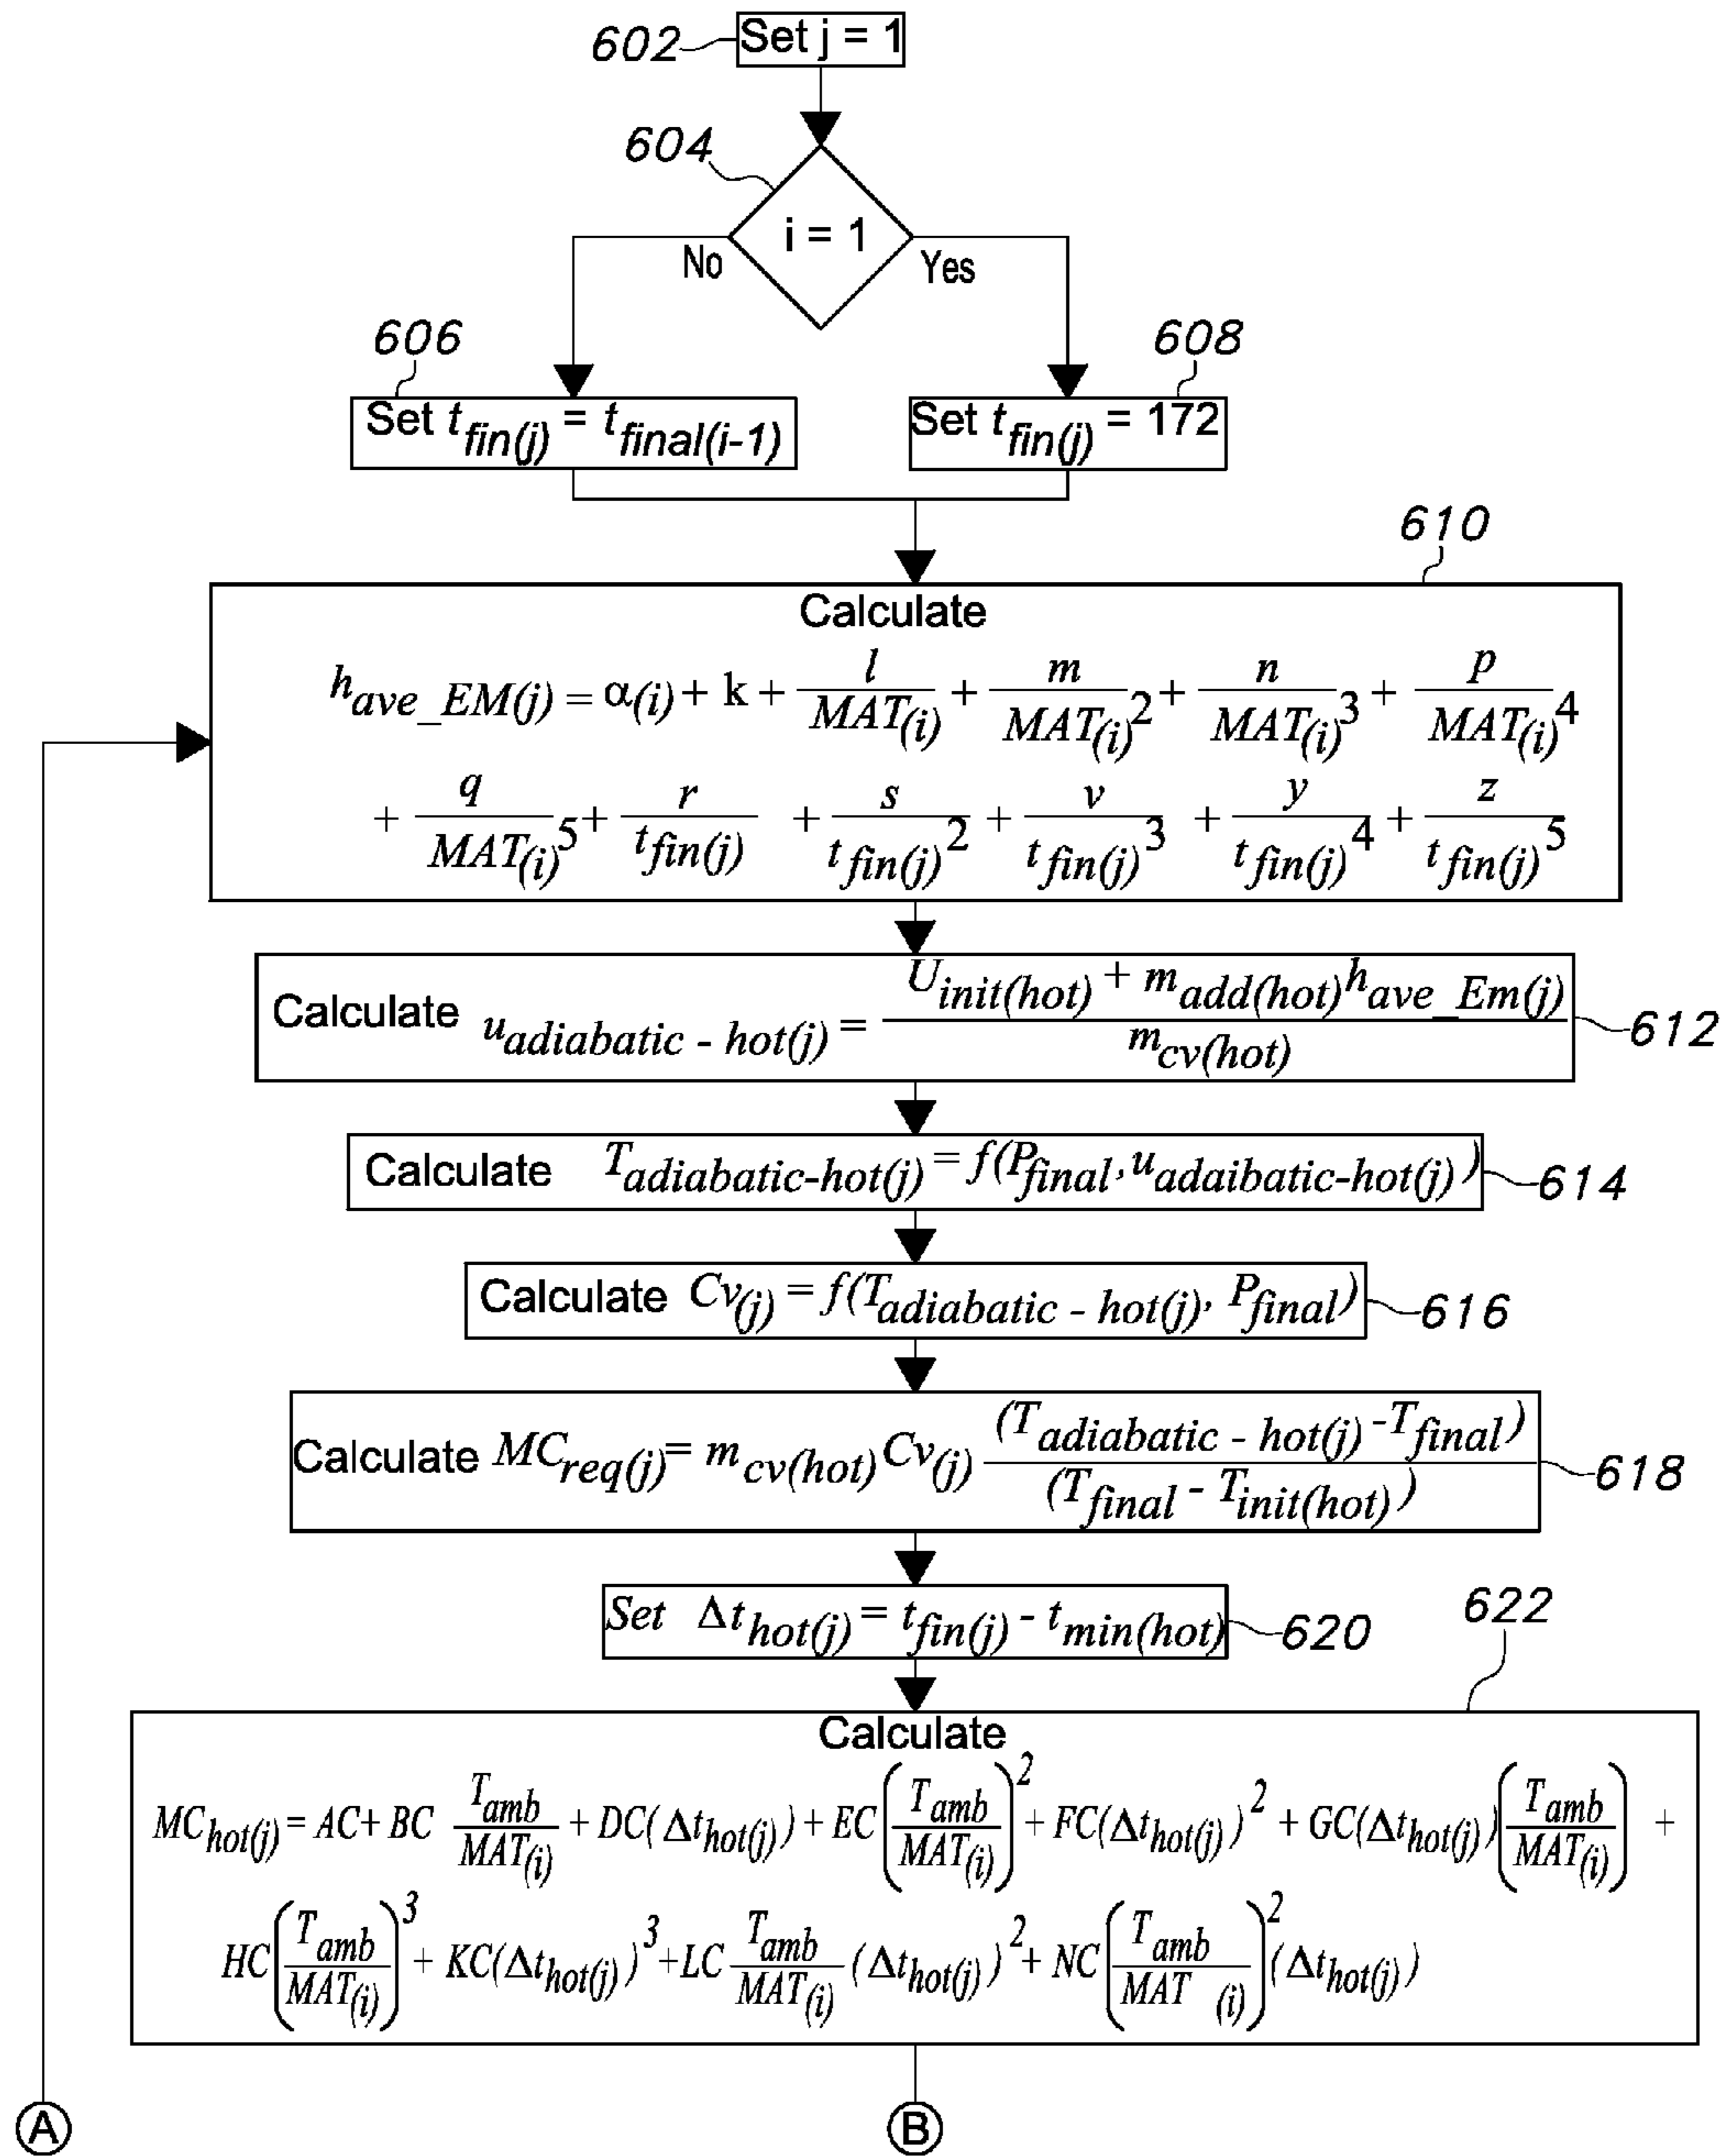 602 Set j = 1
604
i = 1
No Yes
606 608
Set t_fin(j) = t_final(i-1) Set t_fin(j) = 172
610
Calculate
h_ave_EM(j) = α(i) + k + l/MAT(i) + m/MAT(i)^2 + n/MAT(i)^3 + p/MAT(i)^4
+ q/MAT(i)^5 + r/t_fin(j) + s/t_fin(j)^2 + v/t_fin(j)^3 + y/t_fin(j)^4 + z/t_fin(j)^5
Calculate u_adiabatic - hot(j) = (U_init(hot) + m_add(hot) h_ave_Em(j))/m_cv(hot) 612
Calculate T_adiabatic-hot(j) = f(P_final, u_adaibatic-hot(j)) 614
Calculate Cv(j) = f(T_adiabatic - hot(j), P_final) 616
Calculate MC_req(j) = m_cv(hot) Cv(j) (T_adiabatic - hot(j) - T_final)/(T_final - T_init(hot)) 618
Set Δt_hot(j) = t_fin(j) - t_min(hot) 620
622
Calculate
MC_hot(j) = AC + BC T_amb/MAT(i) + DC(Δt_hot(j)) + EC(T_amb/MAT(i))^2 + FC(Δt_hot(j))^2 + GC(Δt_hot(j))(T_amb/MAT(i)) +
HC(T_amb/MAT(i))^3 + KC(Δt_hot(j))^3 + LC T_amb/MAT(i) (Δt_hot(j))^2 + NC(T_amb/MAT (i))^2 (Δt_hot(j))
A B